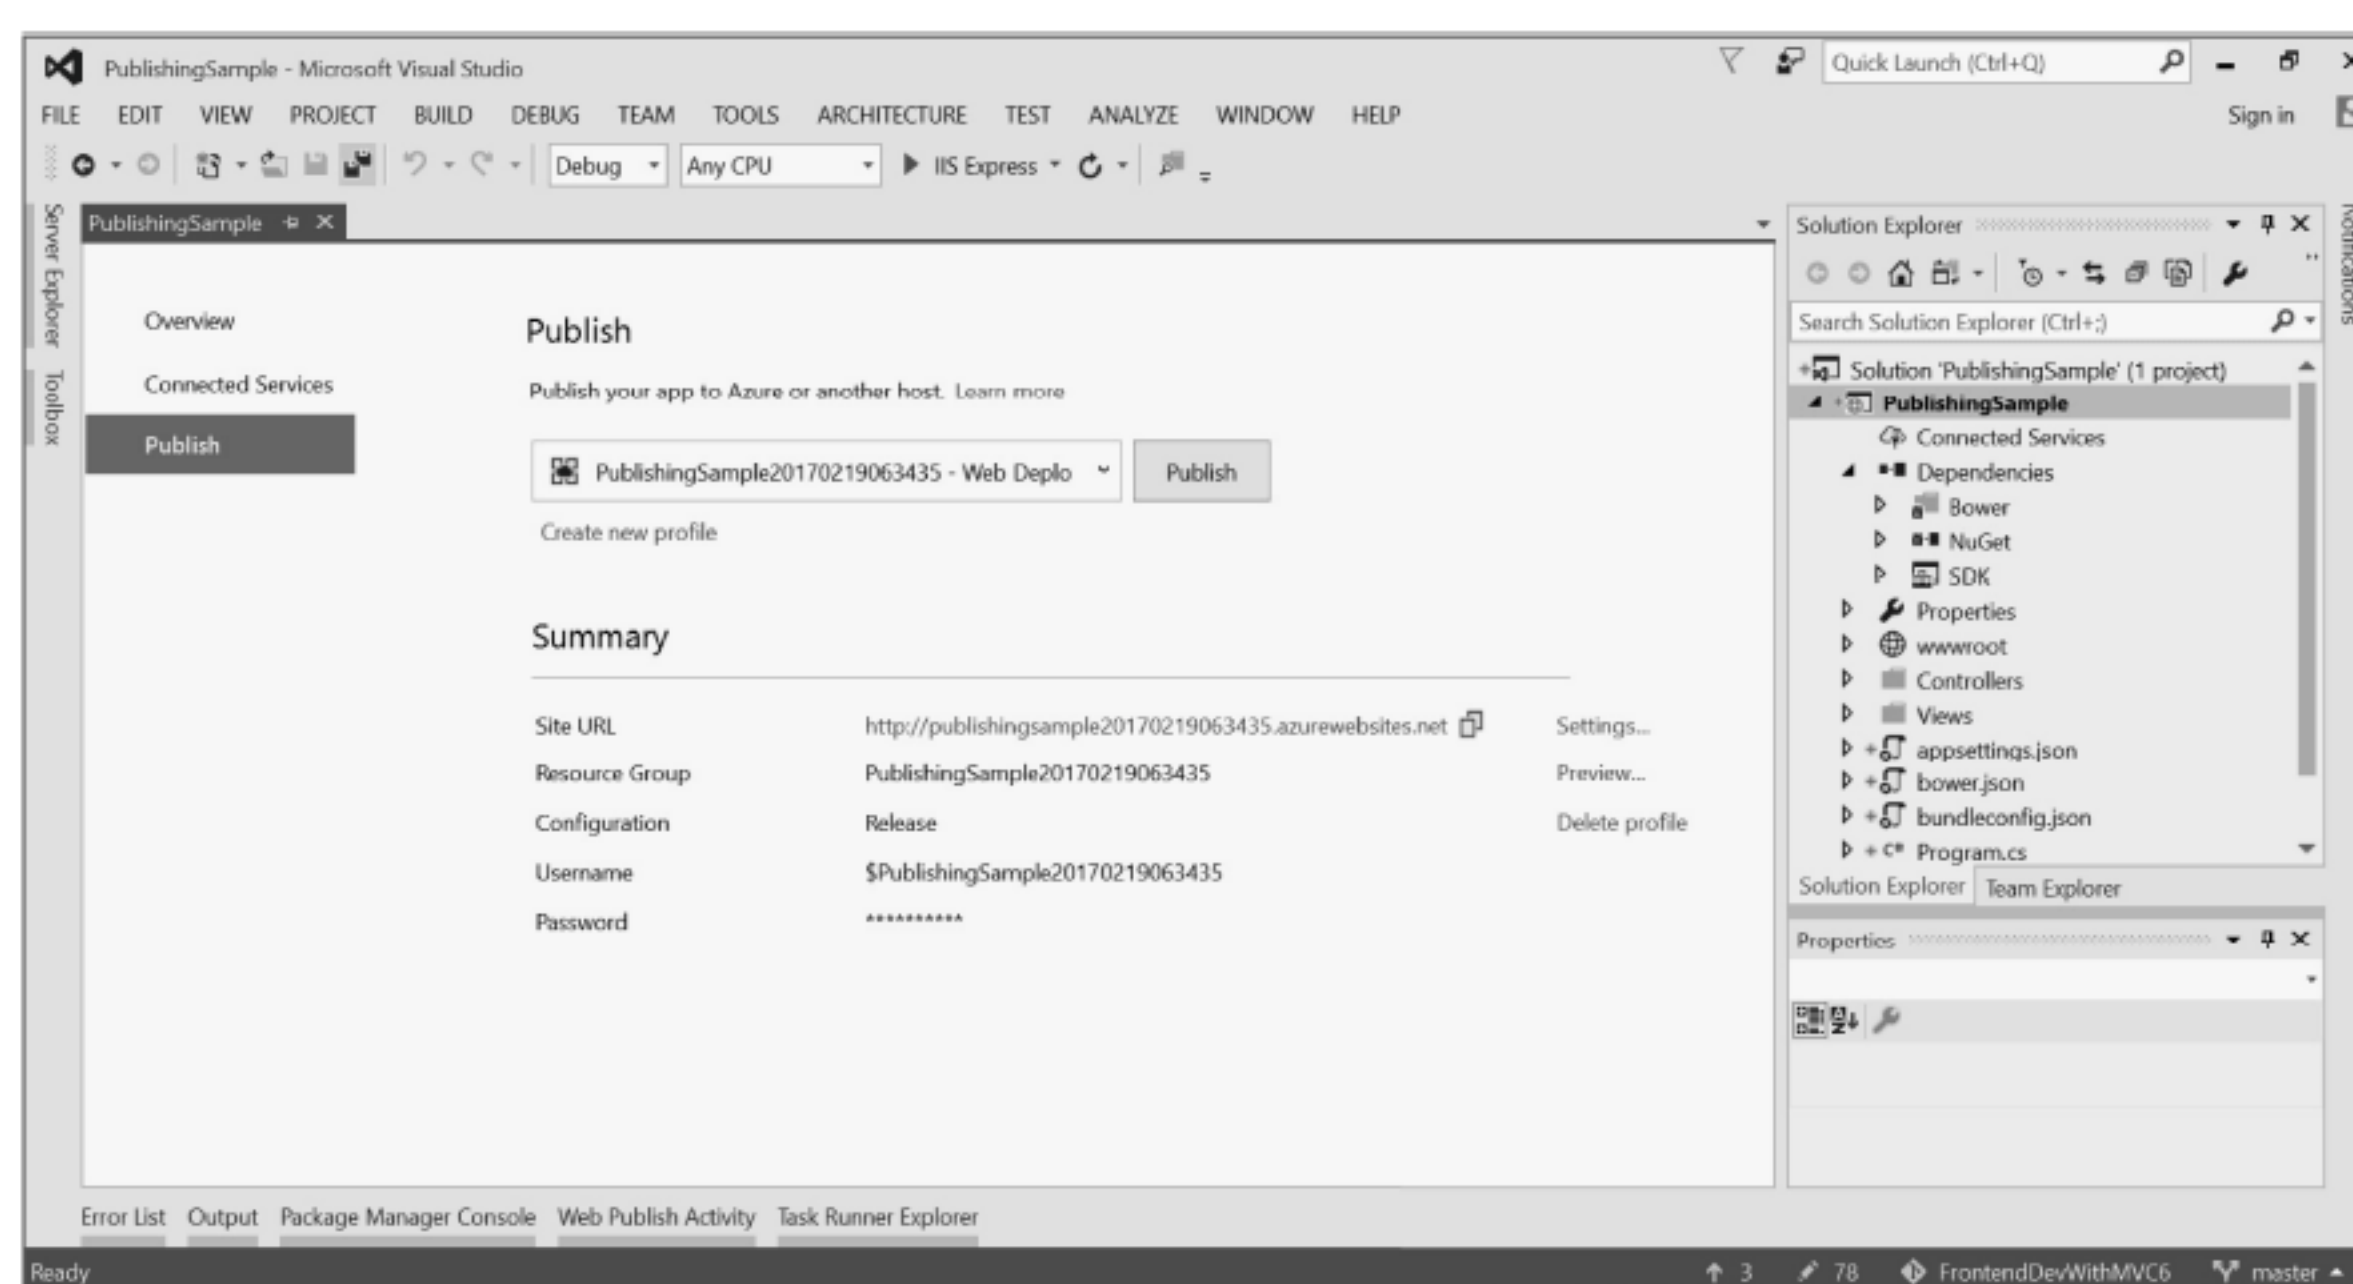 PublishingSample - Microsoft Visual Studio
Quick Launch (Ctrl+Q)
FILE EDIT VIEW PROJECT BUILD DEBUG TEAM TOOLS ARCHITECTURE TEST ANALYZE WINDOW HELP
Sign in
Debug Any CPU IIS Express
Server Explorer
Toolbox
PublishingSample
Overview
Connected Services
Publish
Publish
Publish your app to Azure or another host. Learn more
PublishingSample20170219063435 - Web Deplo
Publish
Create new profile
Summary
Site URL http://publishingsample20170219063435.azurewebsites.net Settings...
Resource Group PublishingSample20170219063435 Preview...
Configuration Release Delete profile
Username $PublishingSample20170219063435
Password **********
Solution Explorer
Search Solution Explorer (Ctrl+;)
Solution 'PublishingSample' (1 project)
PublishingSample
Connected Services
Dependencies
Bower
NuGet
SDK
Properties
wwwroot
Controllers
Views
appsettings.json
bower.json
bundleconfig.json
C# Program.cs
Solution Explorer Team Explorer
Properties
Notifications
Error List Output Package Manager Console Web Publish Activity Task Runner Explorer
Ready
3 78 FrontendDevWithMVC6 master